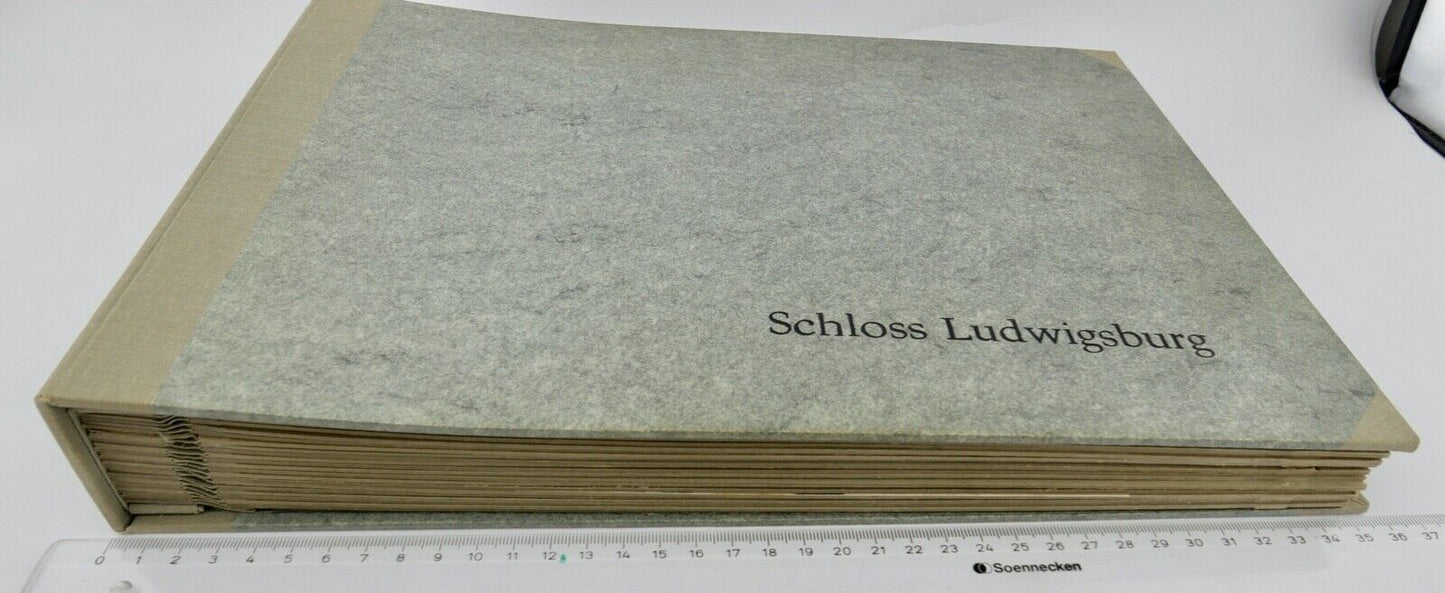 Schloss Ludwigsburg
0 1 2 3 4 5 6 7 8 9 10 11 12 13 14 15 16 17 18 19 20 21 22 23 24 25 26 27 28 29 30 31 32 33 34 35 36 37
Soennecken